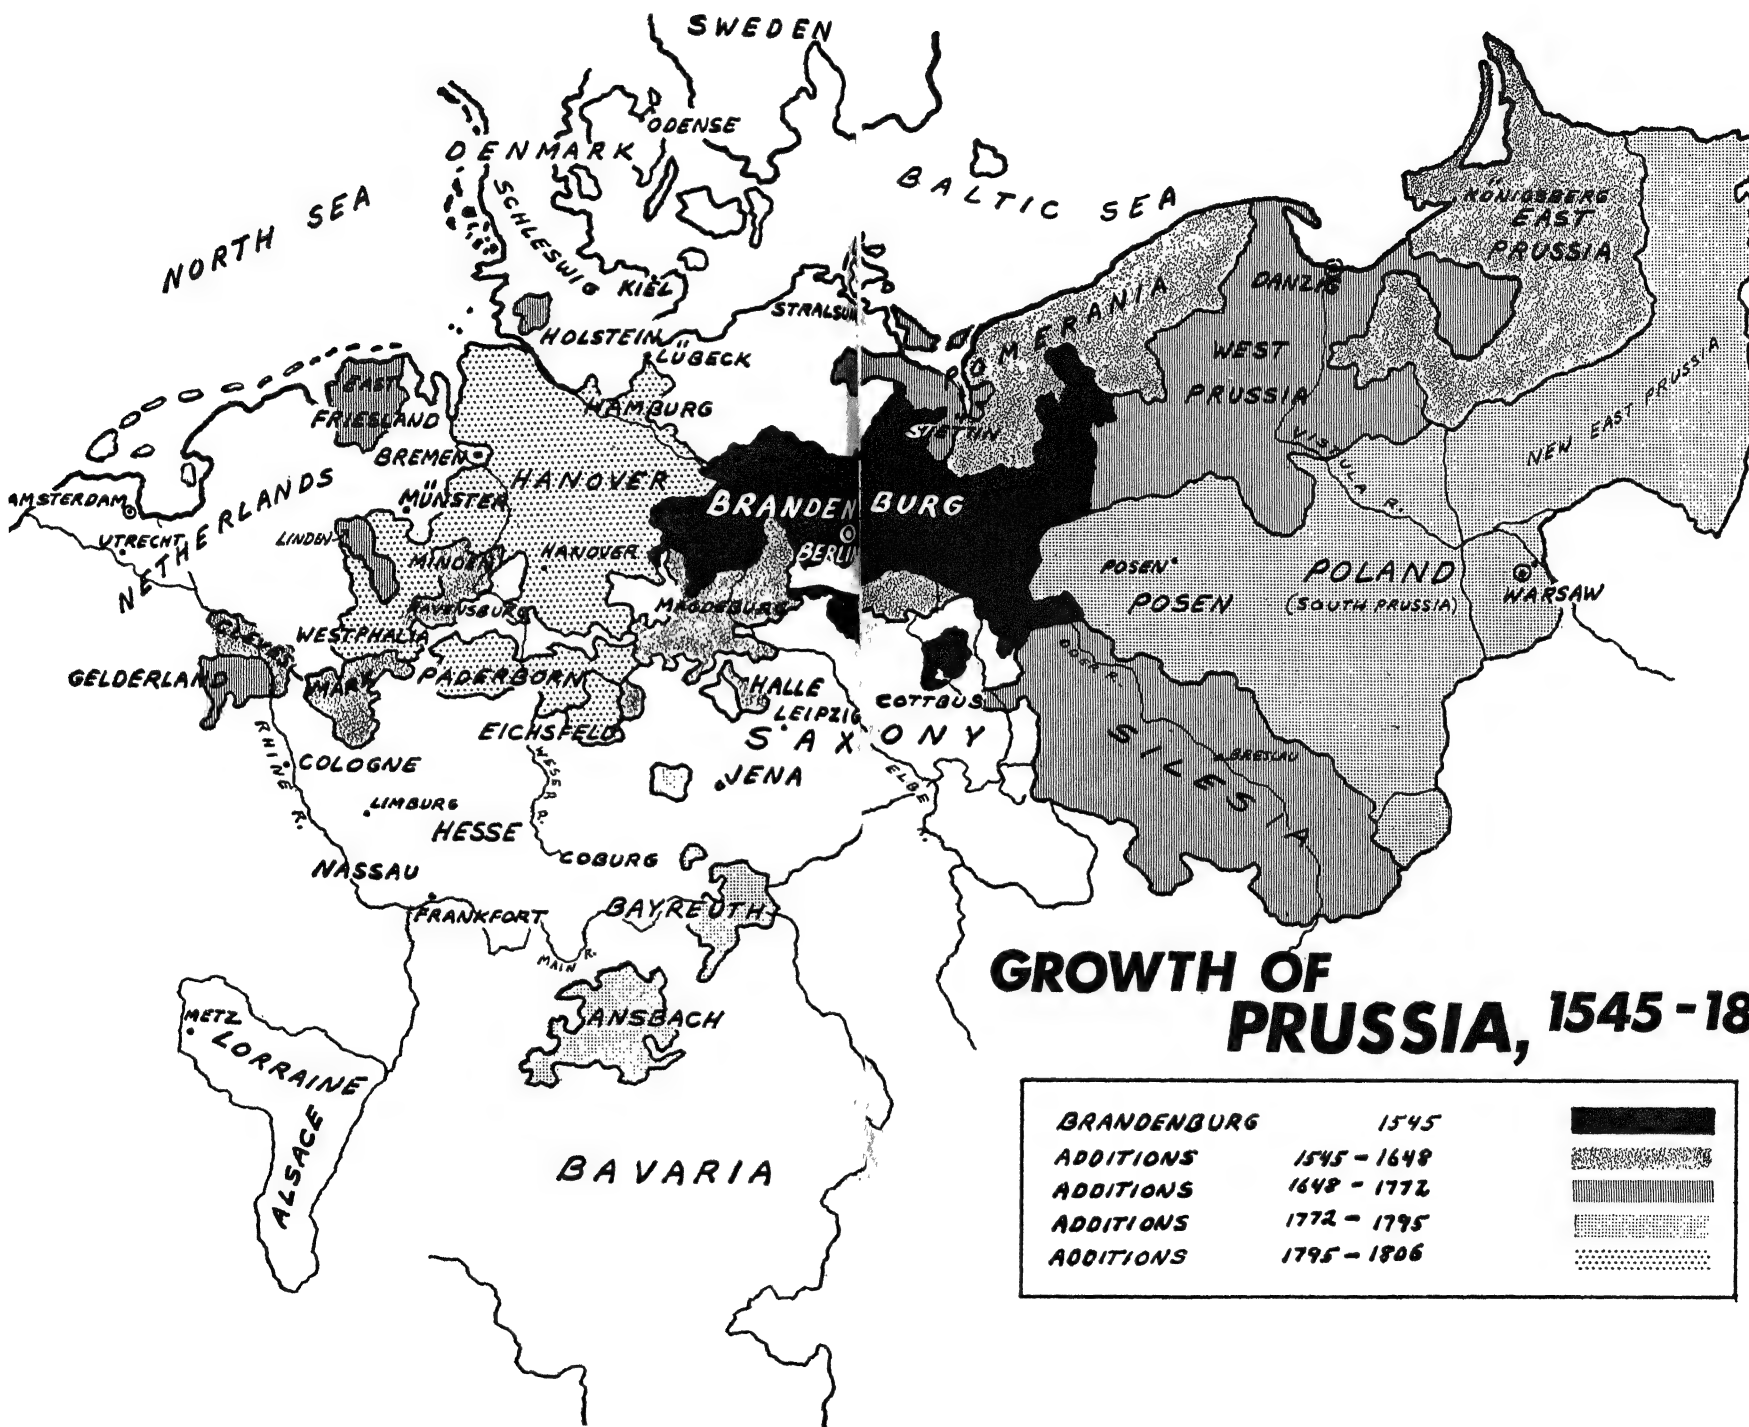 SWEDEN
ODENSE
DENMARK
BALTIC SEA
NORTH SEA
SCHLESWI
KIEL
KÖNIGSBERG
EAST
PRUSSIA
DANZIG
STRALSUN
HOLSTEIN
LÜBECK
POMERANIA
WEST
PRUSSIA
EAST
FRIESLAND
HAMBURG
STETTIN
VISTULA R.
NEW EAST PRUSSIA
BREMEN
HANOVER
AMSTERDAM
MÜNSTER
BRANDENBURG
NETHERLANDS
UTRECHT
LINDEN
MINDEN
HANOVER
BERLIN
POSEN
POLAND
(SOUTH PRUSSIA)
WARSAW
POSEN
RAVENSBURG
MAGDEBURG
CLEVES
WESTPHALIA
GELDERLAND
MARK
PADERBORN
HALLE
COTTBUS
ODER R.
LEIPZIG
EICHSFELD
SAXONY
SILESIA
BRESLAU
RHINE R.
COLOGNE
WESER R.
JENA
ELBE R.
LIMBURG
HESSE
COBURG
NASSAU
FRANKFORT
BAYREUTH
MAIN R.
METZ
LORRAINE
ANSBACH
ALSACE
BAVARIA
GROWTH OF
PRUSSIA, 1545-18
BRANDENBURG 1545
ADDITIONS 1545-1648
ADDITIONS 1648-1772
ADDITIONS 1772-1795
ADDITIONS 1795-1806